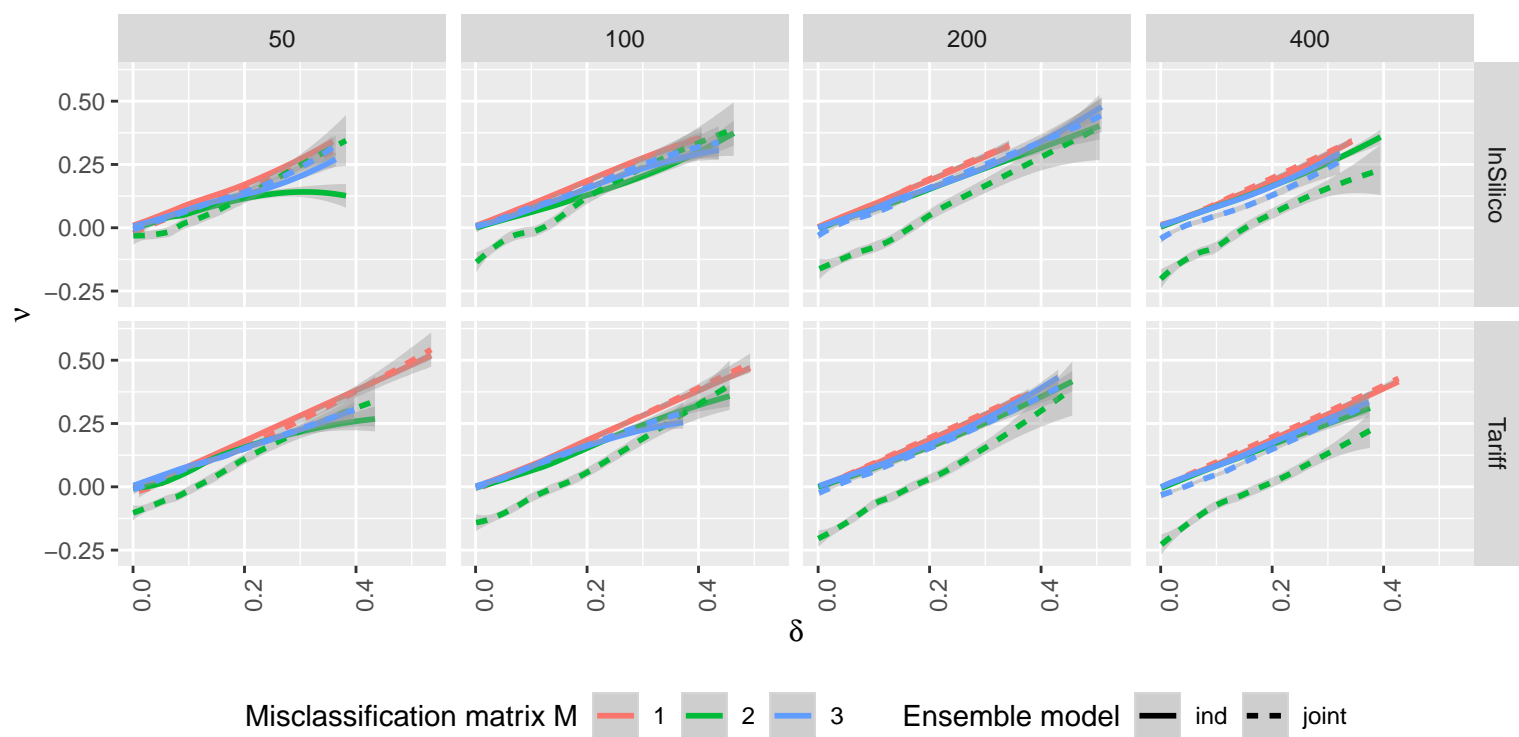 50 100 200 400
0.50
0.25
0.00
−0.25
InSilico
ν
0.50
0.25
0.00
−0.25
Tariff
0.0 0.2 0.4 0.0 0.2 0.4 0.0 0.2 0.4 0.0 0.2 0.4
δ
Misclassification matrix M 1 2 3 Ensemble model ind joint